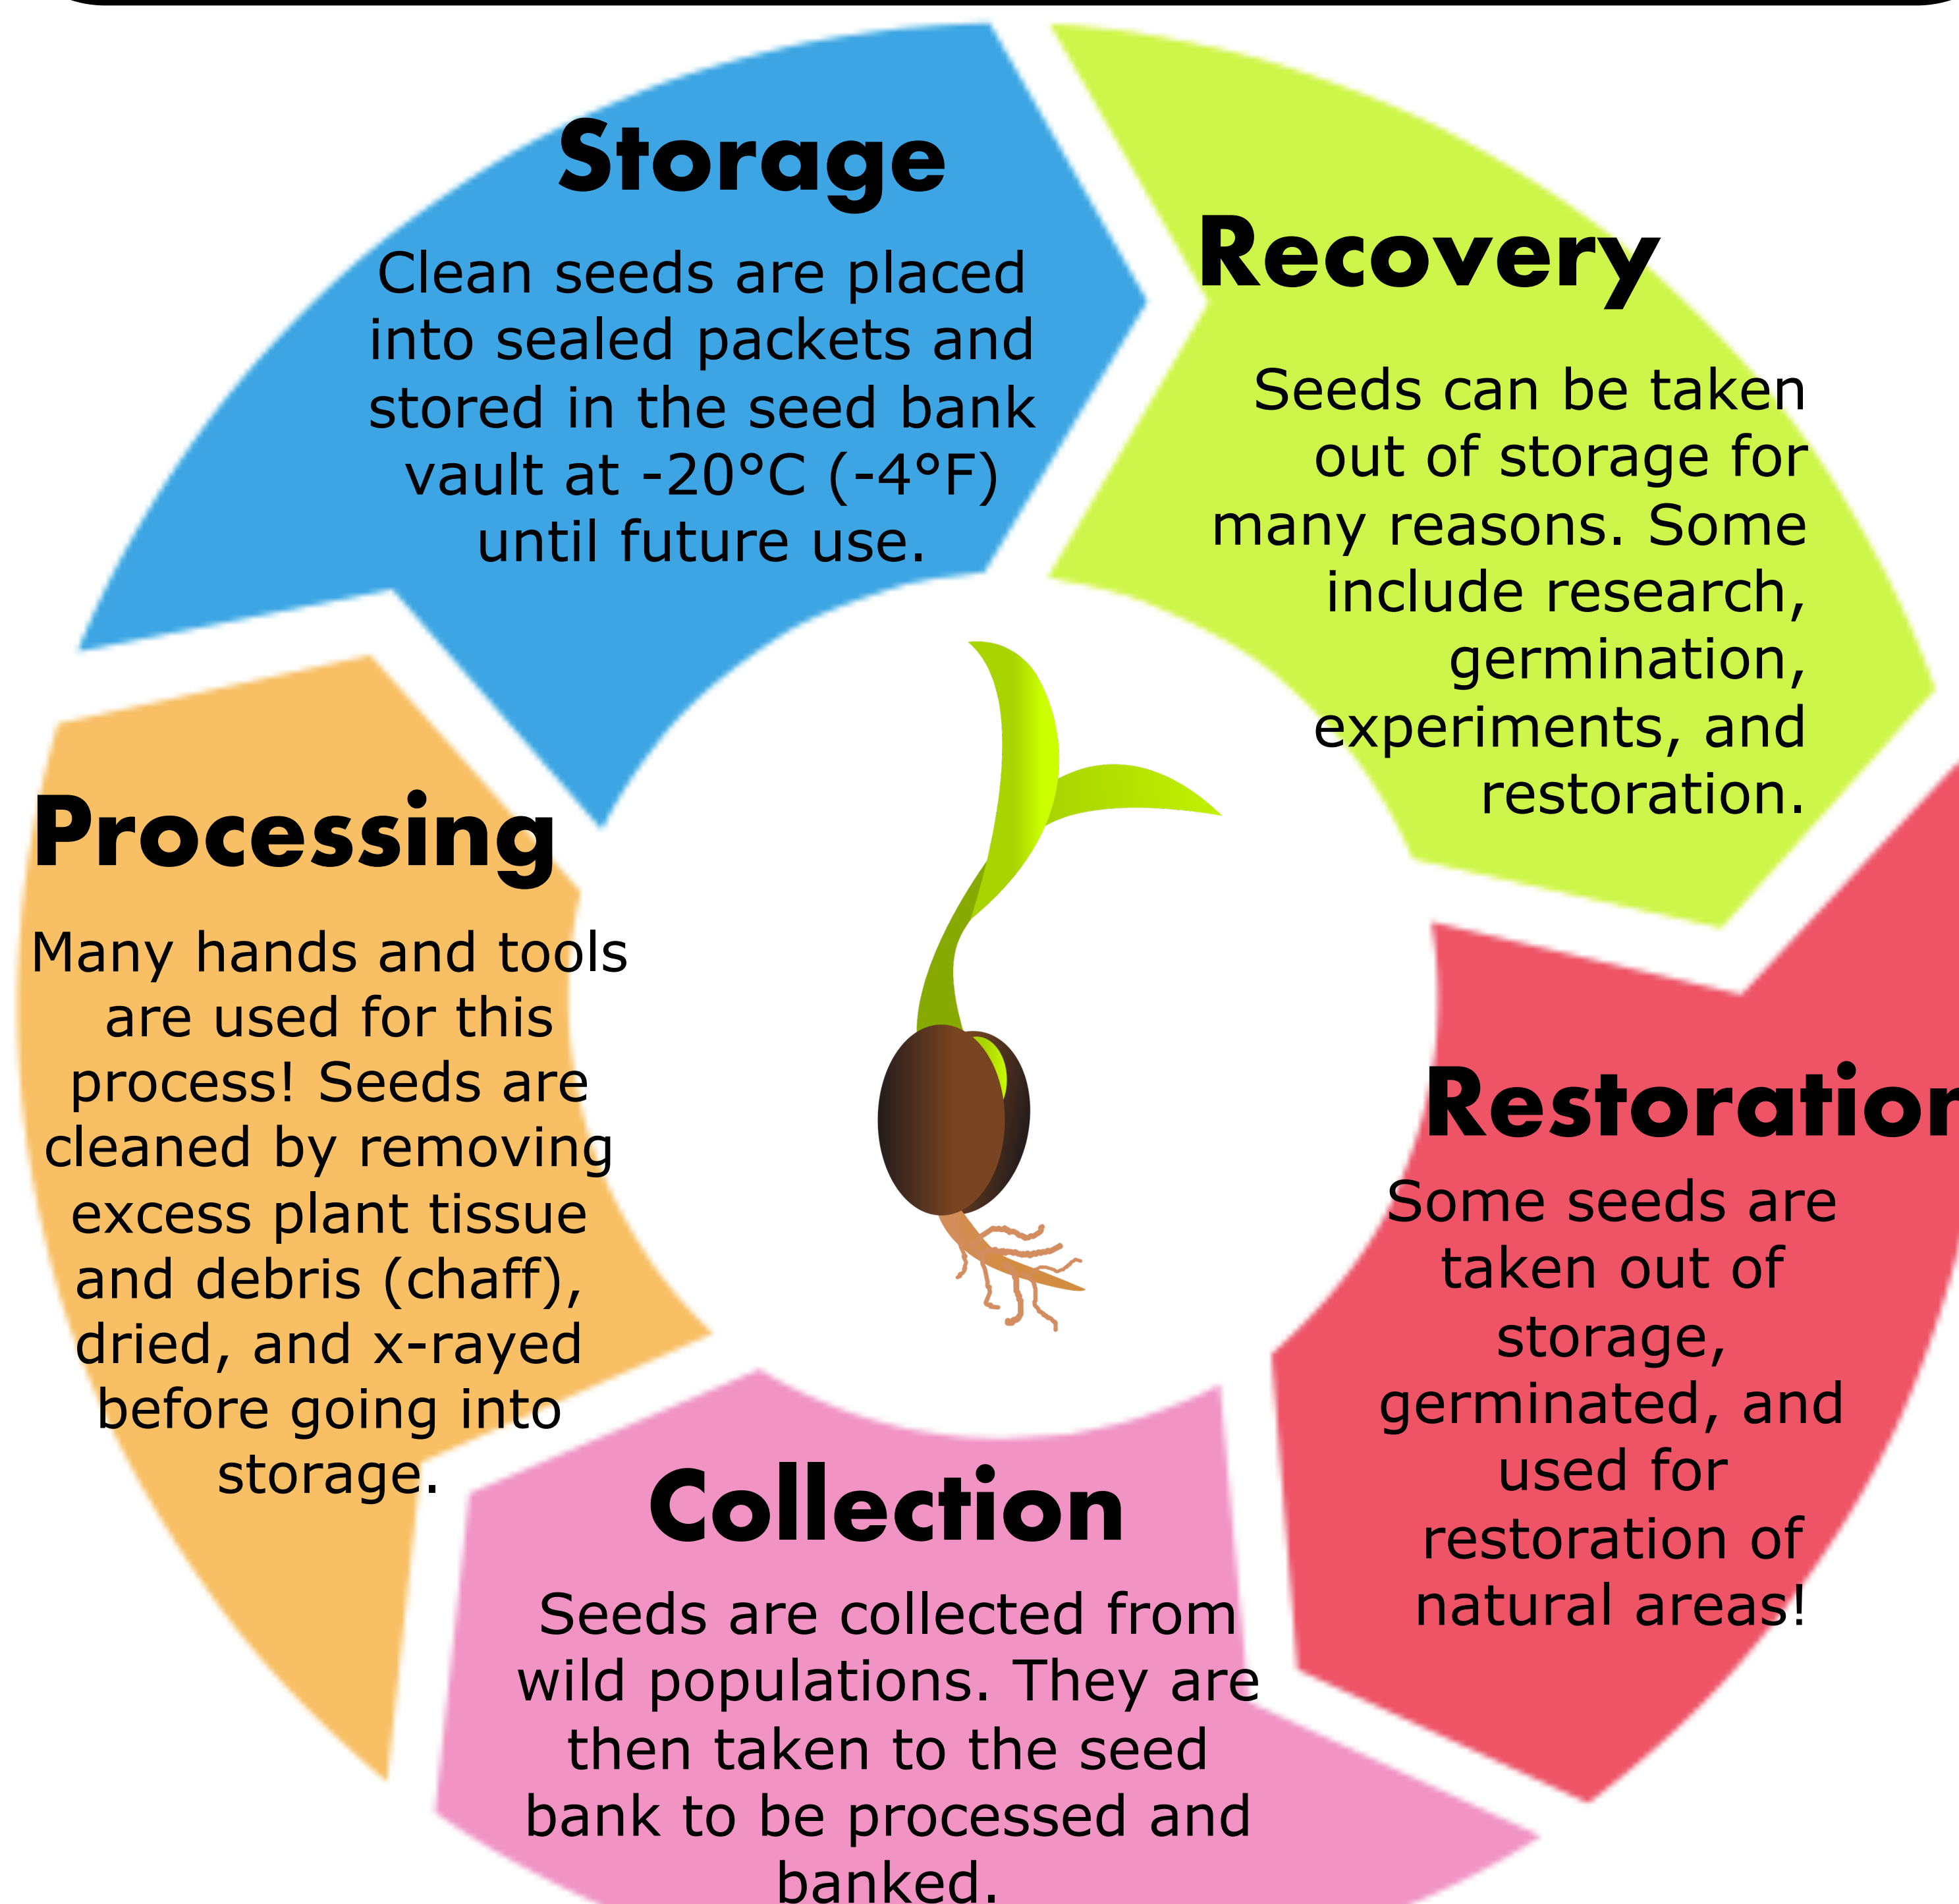 Storage
Clean seeds are placed
into sealed packets and
stored in the seed bank
vault at -20°C (-4°F)
until future use.
Recovery
Seeds can be taken
out of storage for
many reasons. Some
include research,
germination,
experiments, and
restoration.
Processing
Many hands and tools
are used for this
process! Seeds are
cleaned by removing
excess plant tissue
and debris (chaff),
dried, and x-rayed
before going into
storage.
Restoration
Some seeds are
taken out of
storage,
germinated, and
used for
restoration of
natural areas!
Collection
Seeds are collected from
wild populations. They are
then taken to the seed
bank to be processed and
banked.